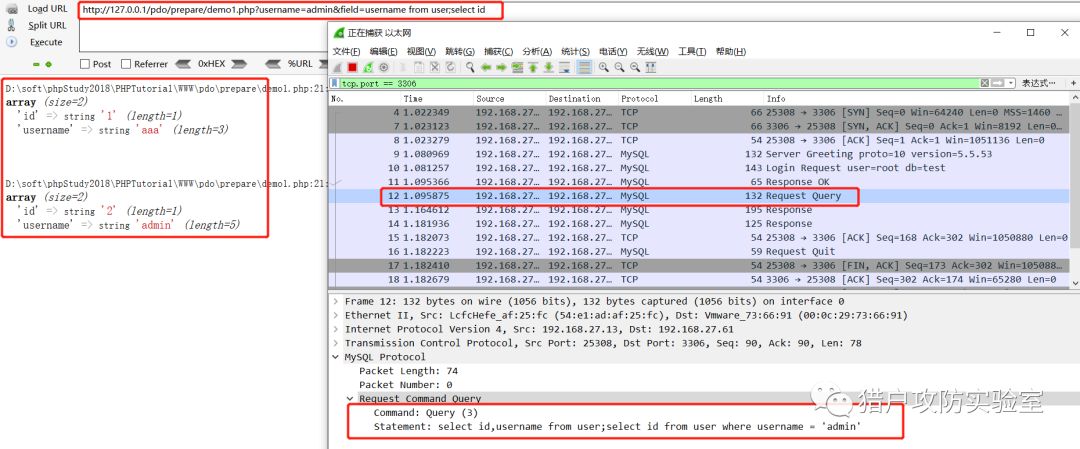 Load URL
http://127.0.0.1/pdo/prepare/demo1.php?username=admin&field=username from user;select id
Split URL
Execute
Post Referrer 0xHEX %URL
D:\soft\phpStudy2018\PHPTutorial\WWW\pdo\prepare\demo1.php:21:
array (size=2)
'id' => string '1' (length=1)
'username' => string 'aaa' (length=3)
D:\soft\phpStudy2018\PHPTutorial\WWW\pdo\prepare\demo1.php:21:
array (size=2)
'id' => string '2' (length=1)
'username' => string 'admin' (length=5)
正在捕获 以太网
文件(F) 编辑(E) 视图(V) 跳转(G) 捕获(C) 分析(A) 统计(S) 电话(Y) 无线(W) 工具(T) 帮助(H)
tcp.port == 3306 表达式…
No. Time Source Destination Protocol Length Info
4 1.022349 192.168.27… 192.168.27… TCP 66 25308 → 3306 [SYN] Seq=0 Win=64240 Len=0 MSS=1460
7 1.023123 192.168.27… 192.168.27… TCP 66 3306 → 25308 [SYN, ACK] Seq=0 Ack=1 Win=8192 Len=0
8 1.023279 192.168.27… 192.168.27… TCP 54 25308 → 3306 [ACK] Seq=1 Ack=1 Win=1051136 Len=0
9 1.080969 192.168.27… 192.168.27… MySQL 132 Server Greeting proto=10 version=5.5.53
10 1.081257 192.168.27… 192.168.27… MySQL 143 Login Request user=root db=test
11 1.095366 192.168.27… 192.168.27… MySQL 65 Response OK
12 1.095875 192.168.27… 192.168.27… MySQL 132 Request Query
13 1.164612 192.168.27… 192.168.27… MySQL 195 Response
14 1.181936 192.168.27… 192.168.27… MySQL 125 Response
15 1.182073 192.168.27… 192.168.27… TCP 54 25308 → 3306 [ACK] Seq=168 Ack=302 Win=1050880 Len=0
16 1.182223 192.168.27… 192.168.27… MySQL 59 Request Quit
17 1.182410 192.168.27… 192.168.27… TCP 54 25308 → 3306 [FIN, ACK] Seq=173 Ack=302 Win=105088…
18 1.182679 192.168.27… 192.168.27… TCP 54 3306 → 25308 [ACK] Seq=302 Ack=174 Win=65280 Len=0
Frame 12: 132 bytes on wire (1056 bits), 132 bytes captured (1056 bits) on interface 0
Ethernet II, Src: LcfcHefe_af:25:fc (54:e1:ad:af:25:fc), Dst: Vmware_73:66:91 (00:0c:29:73:66:91)
Internet Protocol Version 4, Src: 192.168.27.13, Dst: 192.168.27.61
Transmission Control Protocol, Src Port: 25308, Dst Port: 3306, Seq: 90, Ack: 90, Len: 78
MySQL Protocol
Packet Length: 74
Packet Number: 0
Request Command Query
Command: Query (3)
Statement: select id,username from user;select id from user where username = 'admin'
猎户攻防实验室